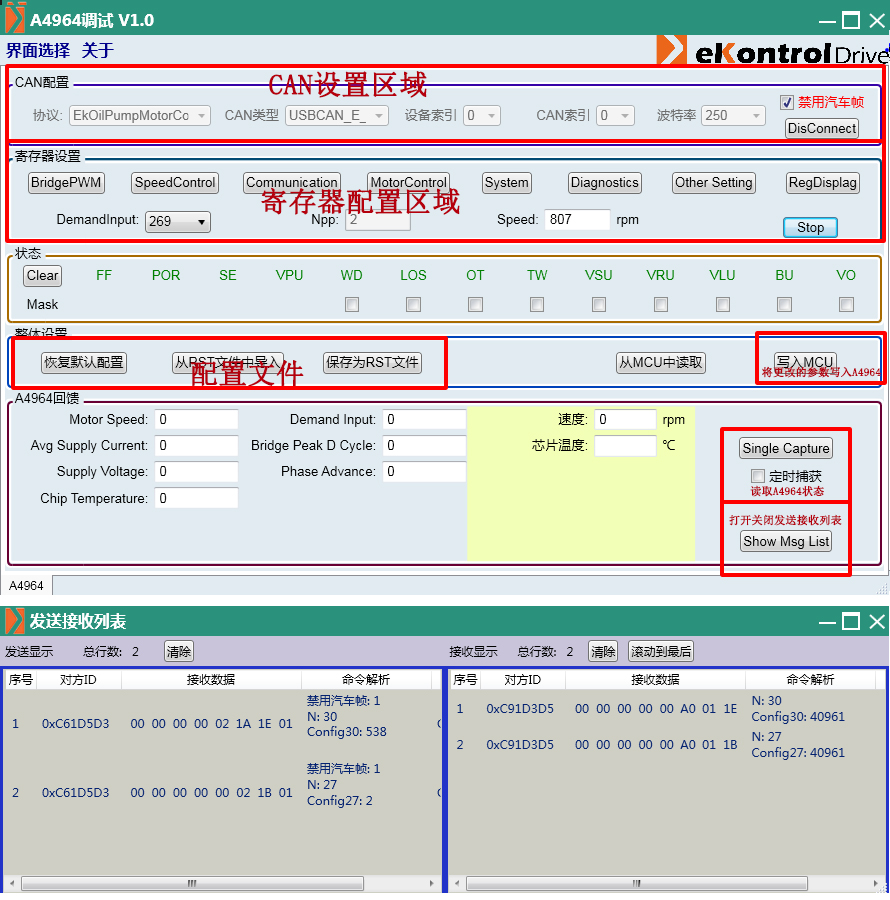 A4964调试 V1.0
界面选择 关于
eKontrol Drive
CAN配置
CAN设置区域
禁用汽车帧
协议: EkOilPumpMotorCo CAN类型 USBCAN_E_ 设备索引 0 CAN索引 0 波特率 250
DisConnect
寄存器设置
BridgePWM SpeedControl Communication MotorControl System Diagnostics Other Setting RegDisplag
寄存器配置区域
DemandInput: 269 Npp: 2 Speed: 807 rpm
Stop
状态
Clear FF POR SE VPU WD LOS OT TW VSU VRU VLU BU VO
Mask
整体设置
恢复默认配置 从RST文件中导入 保存为RST文件 从MCU中读取 写入MCU
配置文件
将更改的参数写入A4964
A4964回馈
Motor Speed: 0 Demand Input: 0 速度: 0 rpm
Avg Supply Current: 0 Bridge Peak D Cycle: 0 芯片温度: ℃
Single Capture
Supply Voltage: 0 Phase Advance: 0
定时捕获
读取A4964状态
Chip Temperature: 0
打开关闭发送接收列表
Show Msg List
A4964
发送接收列表
发送显示 总行数: 2 清除 接收显示 总行数: 2 清除 滚动到最后
序号 对方ID 接收数据 命令解析 序号 对方ID 接收数据 命令解析
禁用汽车帧: 1
1 0xC61D5D3 00 00 00 00 02 1A 1E 01 N: 30
Config30: 538
禁用汽车帧: 1
2 0xC61D5D3 00 00 00 00 00 02 1B 01 N: 27
Config27: 2
1 0xC91D3D5 00 00 00 00 00 A0 01 1E N: 30
Config30: 40961
2 0xC91D3D5 00 00 00 00 00 A0 01 1B N: 27
Config27: 40961